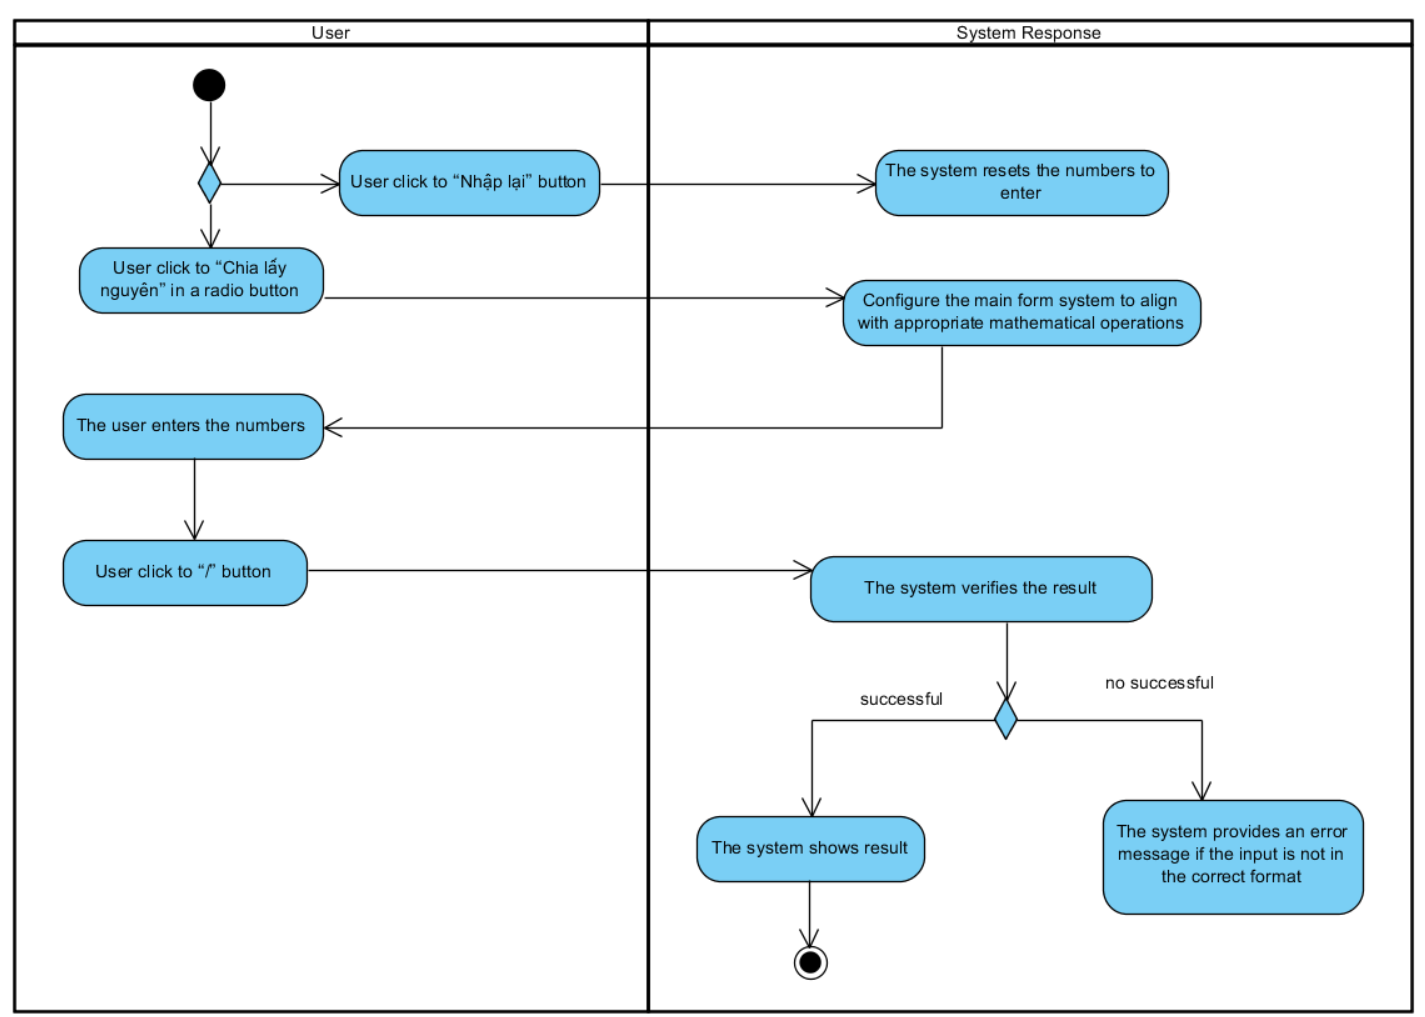 User
System Response
User click to “Nhập lại” button
The system resets the numbers to
enter
User click to “Chia lấy
nguyên” in a radio button
Configure the main form system to align
with appropriate mathematical operations
The user enters the numbers
User click to “/” button
The system verifies the result
successful
no successful
The system shows result
The system provides an error
message if the input is not in
the correct format